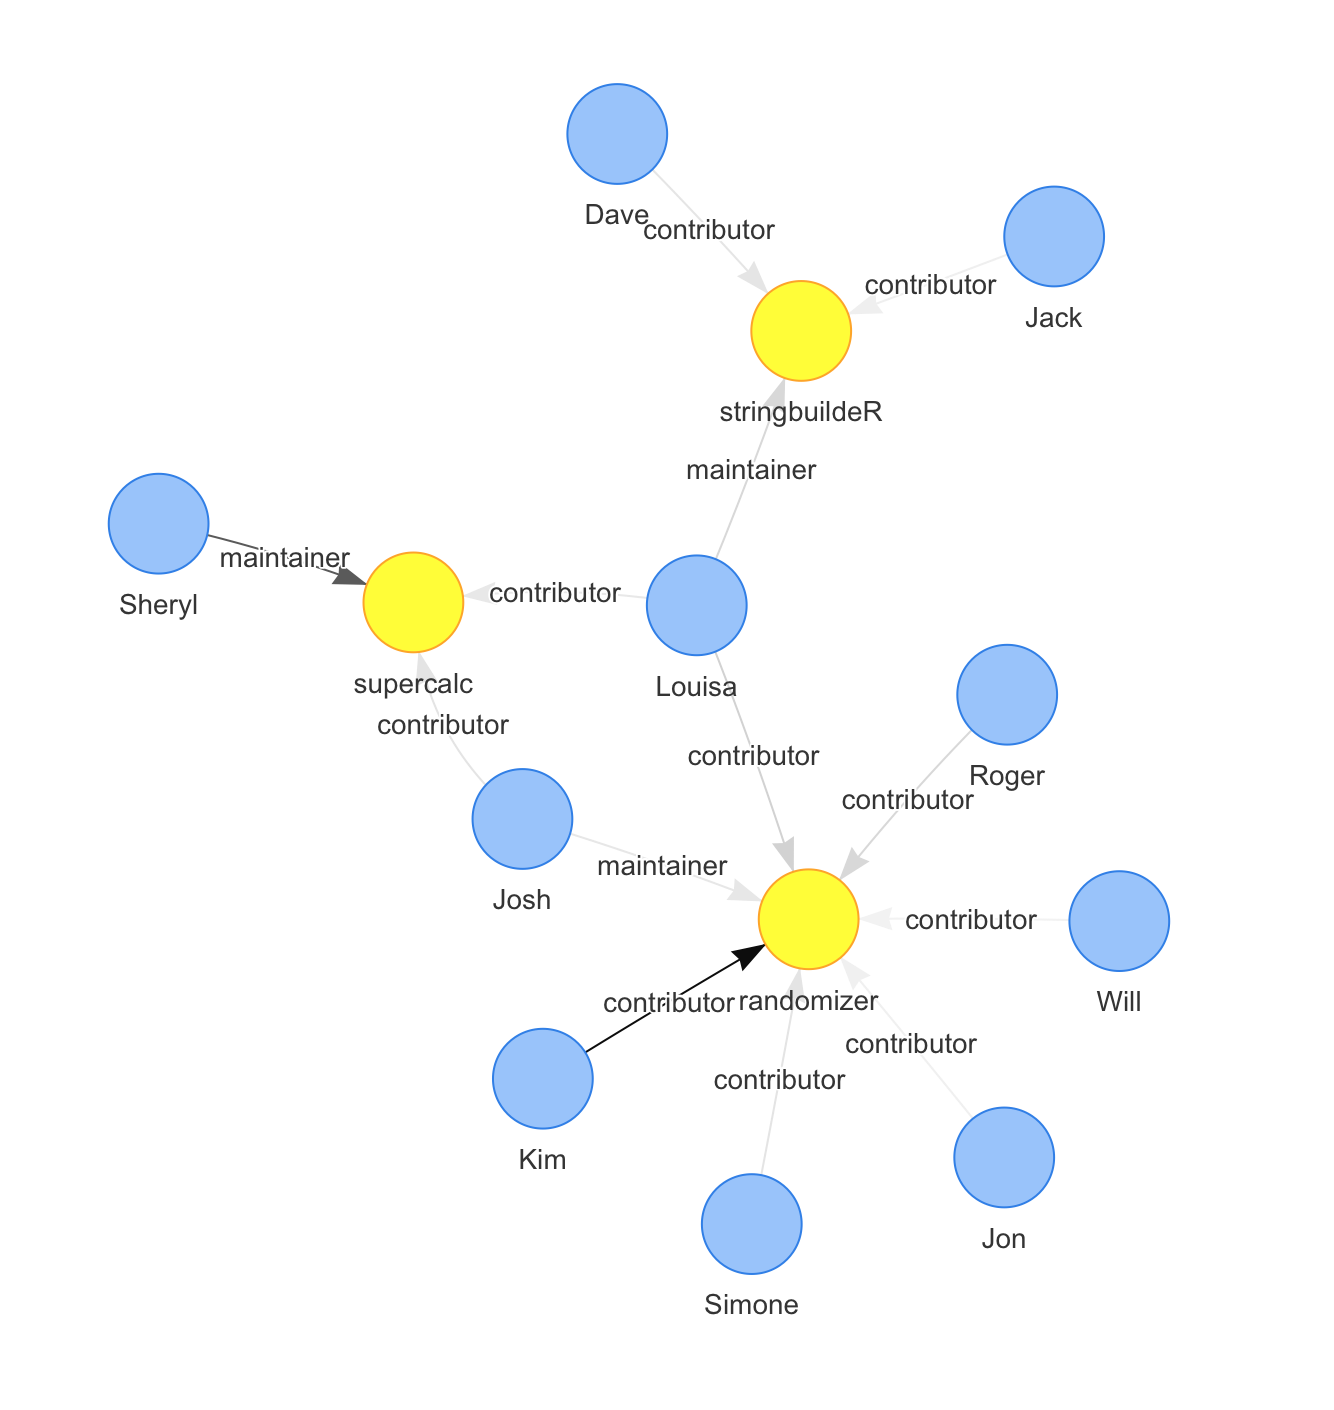 Dave
contributor
contributor
Jack
stringbuildeR
maintainer
maintainer
Sheryl
contributor
supercalc
Louisa
contributor
contributor
Roger
contributor
maintainer
Josh
contributor
Will
contributor
randomizer
contributor
contributor
Kim
Jon
Simone